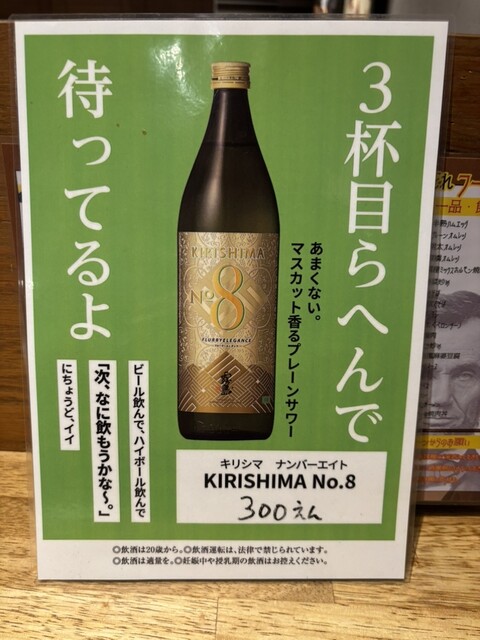 3杯目らへんで
待ってるよ
あまくない。
マスカット香るプレーンサワー
KIRISHIMA
No 8
FLURRYELEGANCE
ビール飲んで、ハイボール飲んで
「次、なに飲もうかな〜。」
にちょうど、イイ
キリシマ ナンバーエイト
KIRISHIMA No.8
300えん
◎飲酒は20歳から。◎飲酒運転は、法律で禁じられています。
◎飲酒は適量を。◎妊娠中や授乳期の飲酒はお控えください。